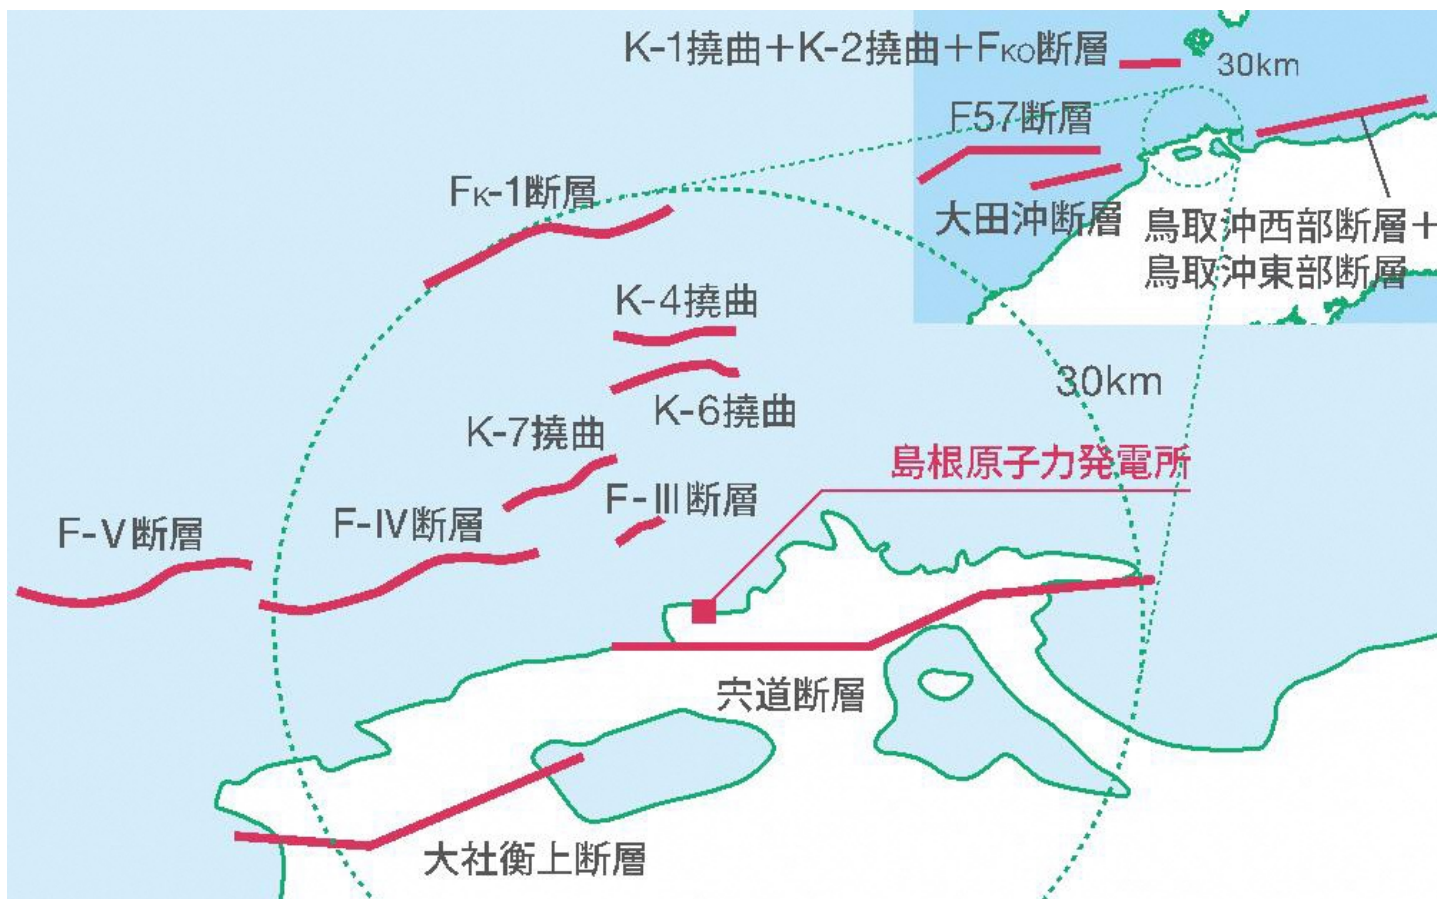 K-1撓曲+K-2撓曲+FKO断層
30km
F57断層
大田沖断層
鳥取沖西部断層+
鳥取沖東部断層
FK-1断層
K-4撓曲
30km
K-6撓曲
K-7撓曲
島根原子力発電所
F-Ⅲ断層
F-Ⅳ断層
F-Ⅴ断層
宍道断層
大社衝上断層